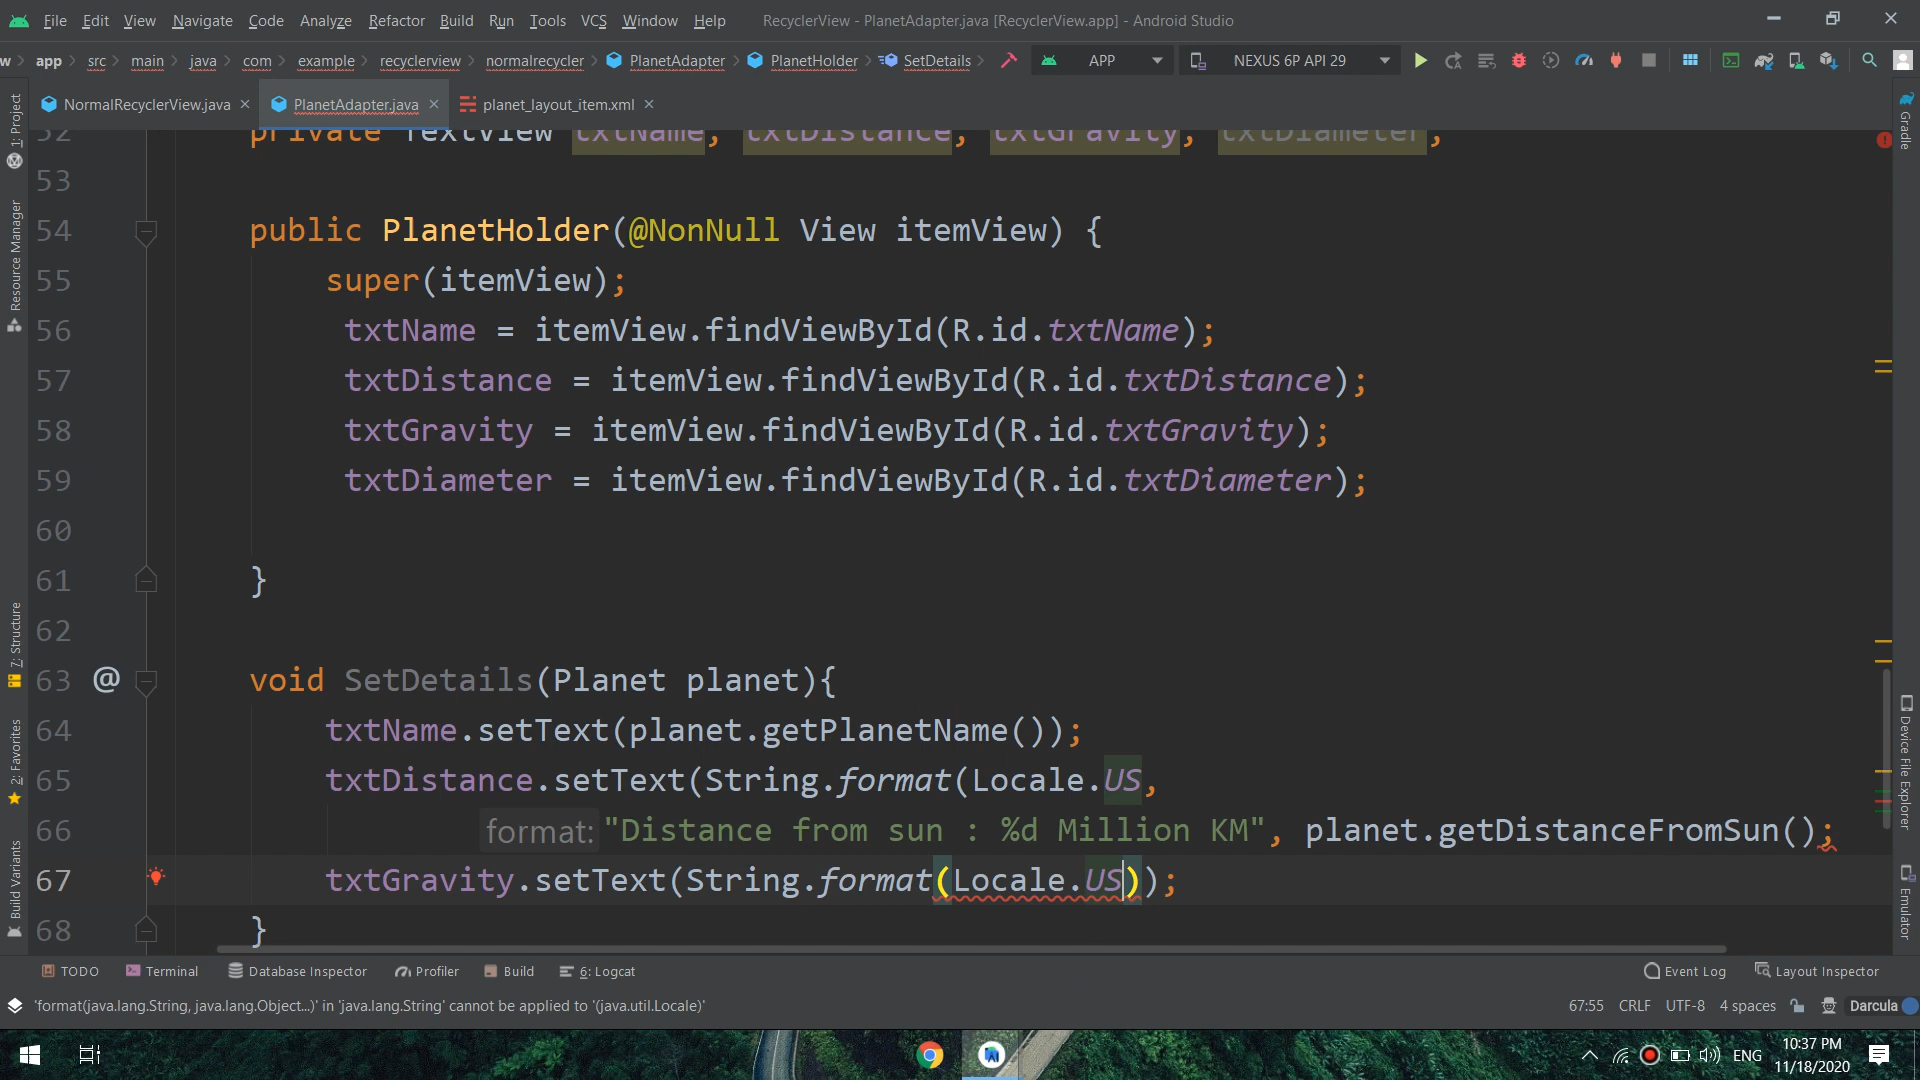 File Edit View Navigate Code Analyze Refactor Build Run Tools VCS Window Help RecyclerView - PlanetAdapter.java [RecyclerView.app] - Android Studio
w app src main java com example recyclerview normalrecycler PlanetAdapter PlanetHolder SetDetails APP NEXUS 6P API 29
NormalRecyclerView.java PlanetAdapter.java planet_layout_item.xml
1: Project
Resource Manager
7: Structure
2: Favorites
Build Variants
52 private TextView txtName, txtDistance, txtGravity, txtDiameter;
53
54 public PlanetHolder(@NonNull View itemView) {
55 super(itemView);
56 txtName = itemView.findViewById(R.id.txtName);
57 txtDistance = itemView.findViewById(R.id.txtDistance);
58 txtGravity = itemView.findViewById(R.id.txtGravity);
59 txtDiameter = itemView.findViewById(R.id.txtDiameter);
60
61 }
62
63 @ void SetDetails(Planet planet){
64 txtName.setText(planet.getPlanetName());
65 txtDistance.setText(String.format(Locale.US,
66 format: "Distance from sun : %d Million KM", planet.getDistanceFromSun();
67 txtGravity.setText(String.format(Locale.US));
68 }
Gradle
Device File Explorer
Emulator
TODO Terminal Database Inspector Profiler Build 6: Logcat Event Log Layout Inspector
'format(java.lang.String, java.lang.Object...)' in 'java.lang.String' cannot be applied to '(java.util.Locale)' 67:55 CRLF UTF-8 4 spaces Darcula
ENG 10:37 PM
11/18/2020